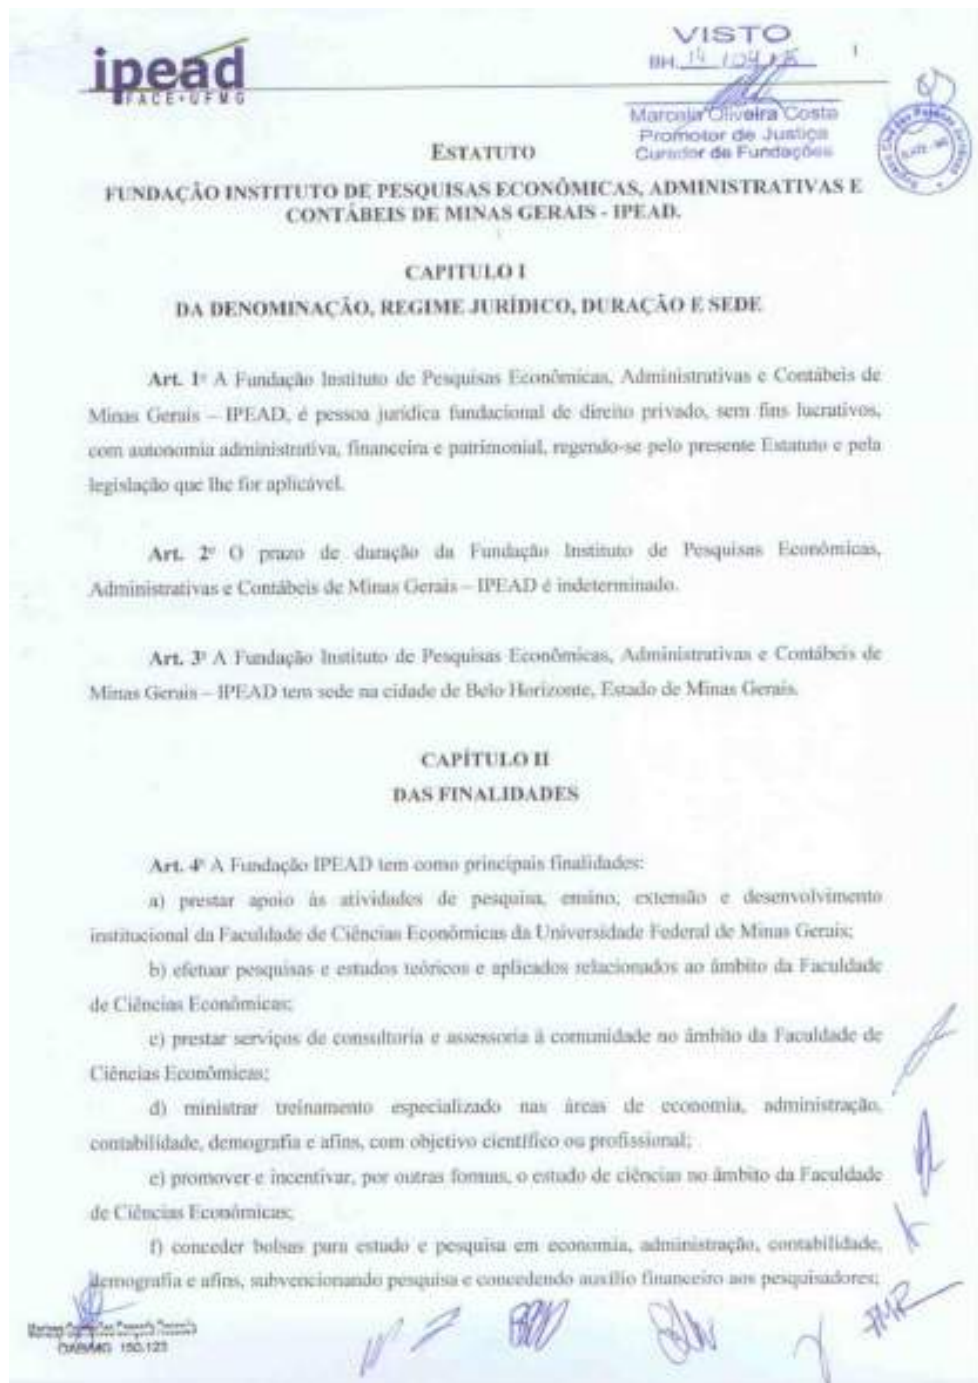 ipead
FACE-UFMG
VISTO
BH, 14 / 04 / 15
1
Marcelo Oliveira Costa
Promotor de Justiça
Curador de Fundações
ESTATUTO
FUNDAÇÃO INSTITUTO DE PESQUISAS ECONÔMICAS, ADMINISTRATIVAS E
CONTÁBEIS DE MINAS GERAIS - IPEAD.
CAPITULO I
DA DENOMINAÇÃO, REGIME JURÍDICO, DURAÇÃO E SEDE
Art. 1º A Fundação Instituto de Pesquisas Econômicas, Administrativas e Contábeis de
Minas Gerais – IPEAD, é pessoa jurídica fundacional de direito privado, sem fins lucrativos,
com autonomia administrativa, financeira e patrimonial, regendo-se pelo presente Estatuto e pela
legislação que lhe for aplicável.
Art. 2º O prazo de duração da Fundação Instituto de Pesquisas Econômicas,
Administrativas e Contábeis de Minas Gerais – IPEAD é indeterminado.
Art. 3º A Fundação Instituto de Pesquisas Econômicas, Administrativas e Contábeis de
Minas Gerais – IPEAD tem sede na cidade de Belo Horizonte, Estado de Minas Gerais.
CAPÍTULO II
DAS FINALIDADES
Art. 4º A Fundação IPEAD tem como principais finalidades:
a) prestar apoio às atividades de pesquisa, ensino, extensão e desenvolvimento
institucional da Faculdade de Ciências Econômicas da Universidade Federal de Minas Gerais;
b) efetuar pesquisas e estudos teóricos e aplicados relacionados ao âmbito da Faculdade
de Ciências Econômicas;
c) prestar serviços de consultoria e assessoria à comunidade no âmbito da Faculdade de
Ciências Econômicas;
d) ministrar treinamento especializado nas áreas de economia, administração,
contabilidade, demografia e afins, com objetivo científico ou profissional;
e) promover e incentivar, por outras formas, o estudo de ciências no âmbito da Faculdade
de Ciências Econômicas;
f) conceder bolsas para estudo e pesquisa em economia, administração, contabilidade,
demografia e afins, subvencionando pesquisa e concedendo auxílio financeiro aos pesquisadores;
OAB/MG 150.123